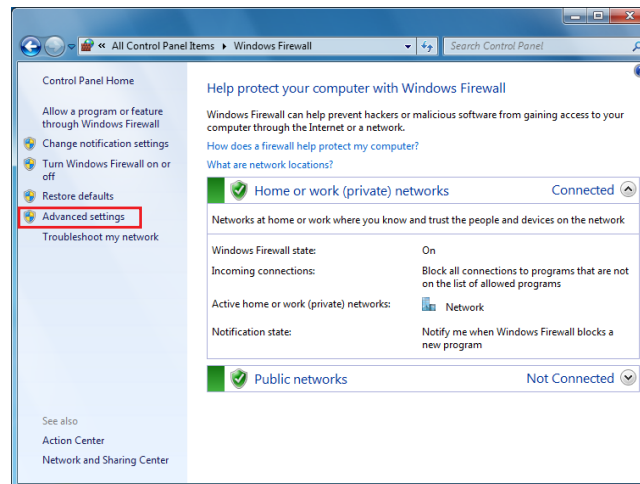 « All Control Panel Items ▸ Windows Firewall
Search Control Panel
Control Panel Home
Allow a program or feature
through Windows Firewall
Change notification settings
Turn Windows Firewall on or
off
Restore defaults
Advanced settings
Troubleshoot my network
See also
Action Center
Network and Sharing Center
Help protect your computer with Windows Firewall
Windows Firewall can help prevent hackers or malicious software from gaining access to your
computer through the Internet or a network.
How does a firewall help protect my computer?
What are network locations?
Home or work (private) networks Connected
Networks at home or work where you know and trust the people and devices on the network
Windows Firewall state: On
Incoming connections: Block all connections to programs that are not
on the list of allowed programs
Active home or work (private) networks: Network
Notification state: Notify me when Windows Firewall blocks a
new program
Public networks Not Connected